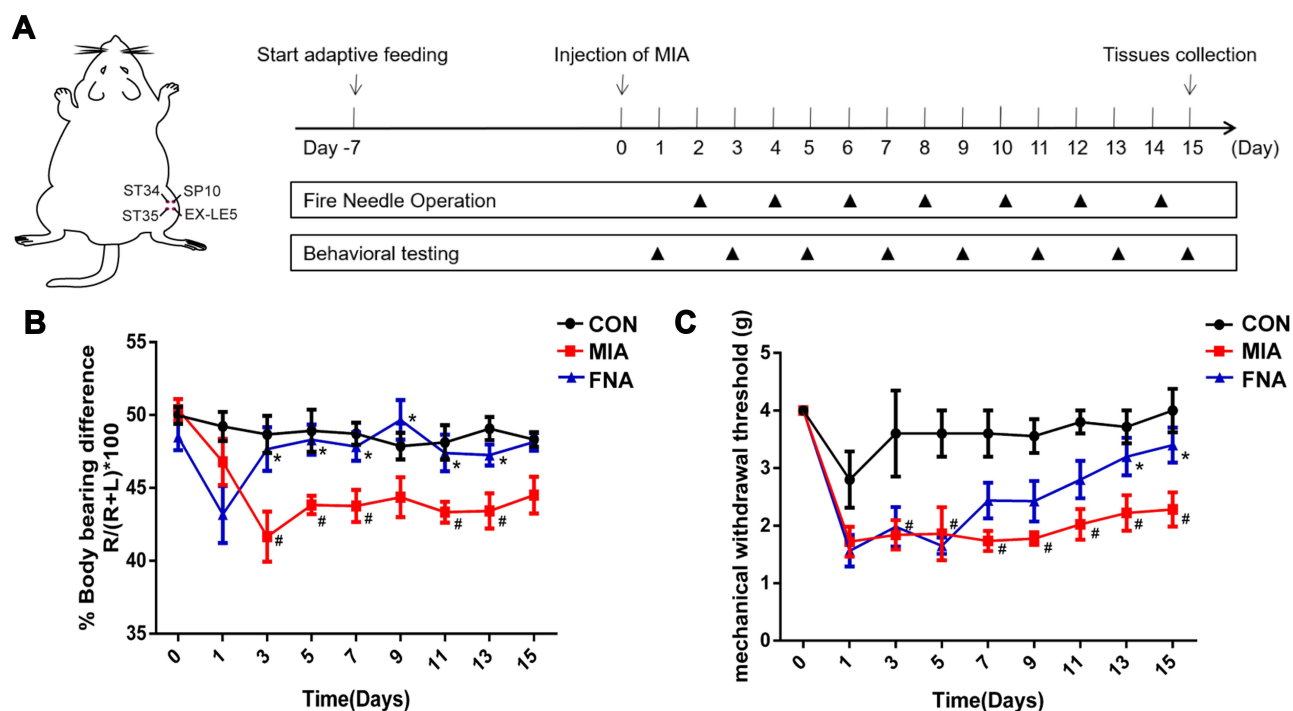 A
Start adaptive feeding
Injection of MIA
Tissues collection
Day -7
0 1 2 3 4 5 6 7 8 9 10 11 12 13 14 15 (Day)
ST34 SP10
ST35 EX-LE5
Fire Needle Operation
Behavioral testing
B
CON
MIA
FNA
% Body bearing difference
R/(R+L)*100
55
50
45
40
35
* * * * * *
# # # # #
0 1 3 5 7 9 11 13 15
Time(Days)
C
CON
MIA
FNA
mechanical withdrawal threshold (g)
5
4
3
2
1
0
* *
# # # # # # #
0 1 3 5 7 9 11 13 15
Time(Days)